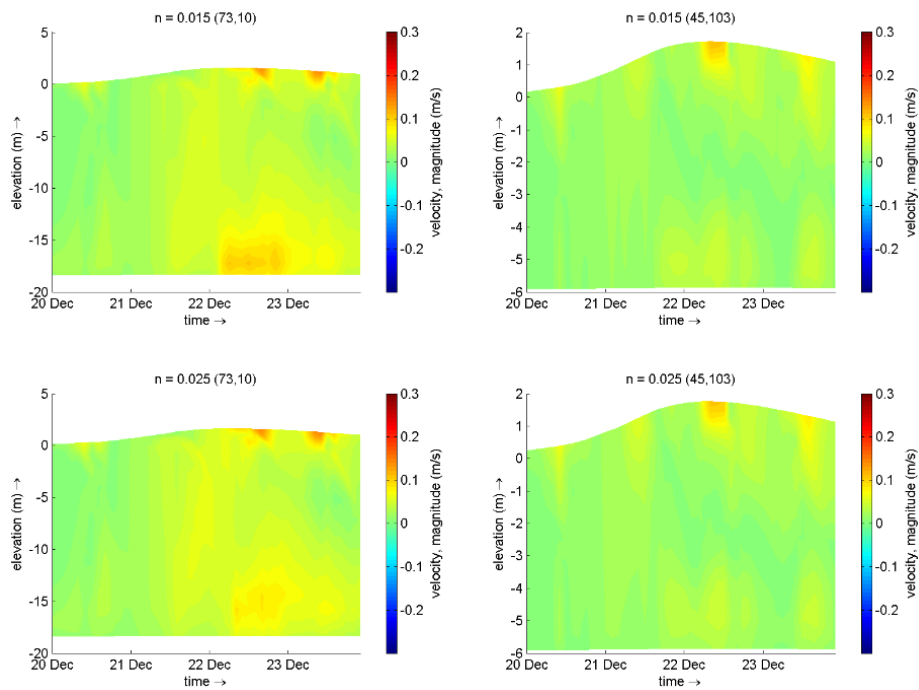 n = 0.015 (73,10)
5
0
-5
-10
-15
-20
elevation (m) →
20 Dec 21 Dec 22 Dec 23 Dec
time →
0.3
0.2
0.1
0
-0.1
-0.2
velocity, magnitude (m/s)
n = 0.015 (45,103)
2
1
0
-1
-2
-3
-4
-5
-6
elevation (m) →
20 Dec 21 Dec 22 Dec 23 Dec
time →
0.3
0.2
0.1
0
-0.1
-0.2
velocity, magnitude (m/s)
n = 0.025 (73,10)
5
0
-5
-10
-15
-20
elevation (m) →
20 Dec 21 Dec 22 Dec 23 Dec
time →
0.3
0.2
0.1
0
-0.1
-0.2
velocity, magnitude (m/s)
n = 0.025 (45,103)
2
1
0
-1
-2
-3
-4
-5
-6
elevation (m) →
20 Dec 21 Dec 22 Dec 23 Dec
time →
0.3
0.2
0.1
0
-0.1
-0.2
velocity, magnitude (m/s)